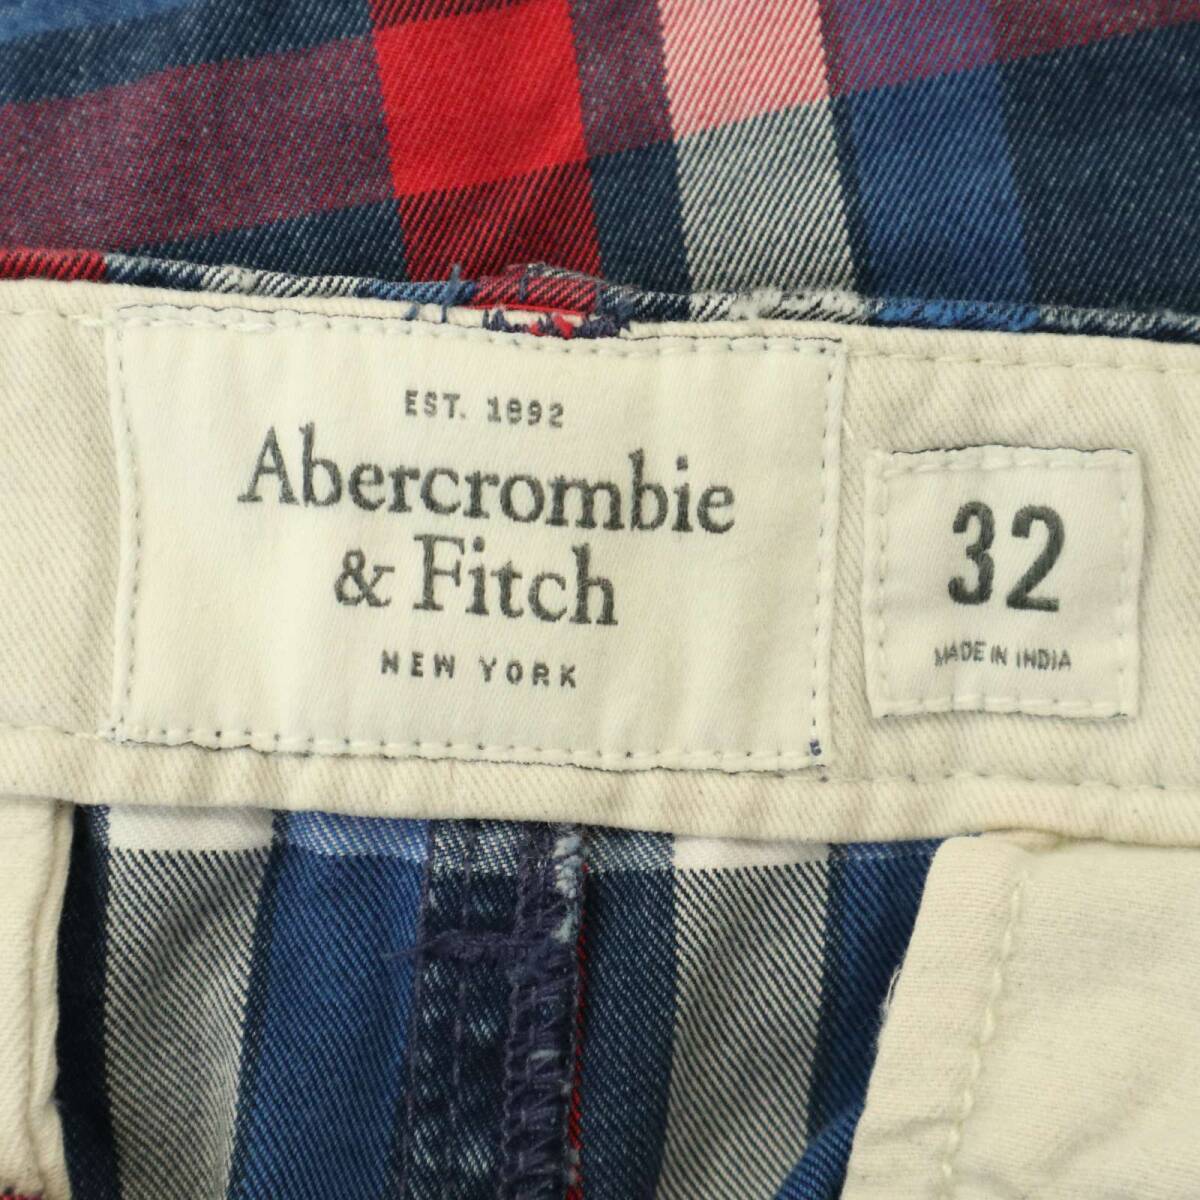 EST. 1892
Abercrombie
& Fitch
NEW YORK
32
MADE IN INDIA